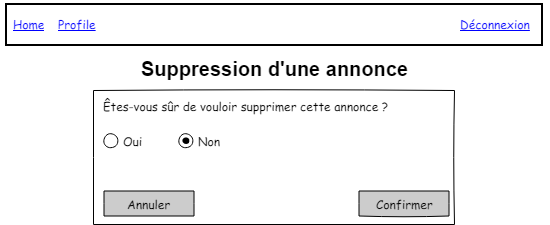 Home Profile Déconnexion
Suppression d'une annonce
Êtes-vous sûr de vouloir supprimer cette annonce ?
Oui Non
Annuler Confirmer